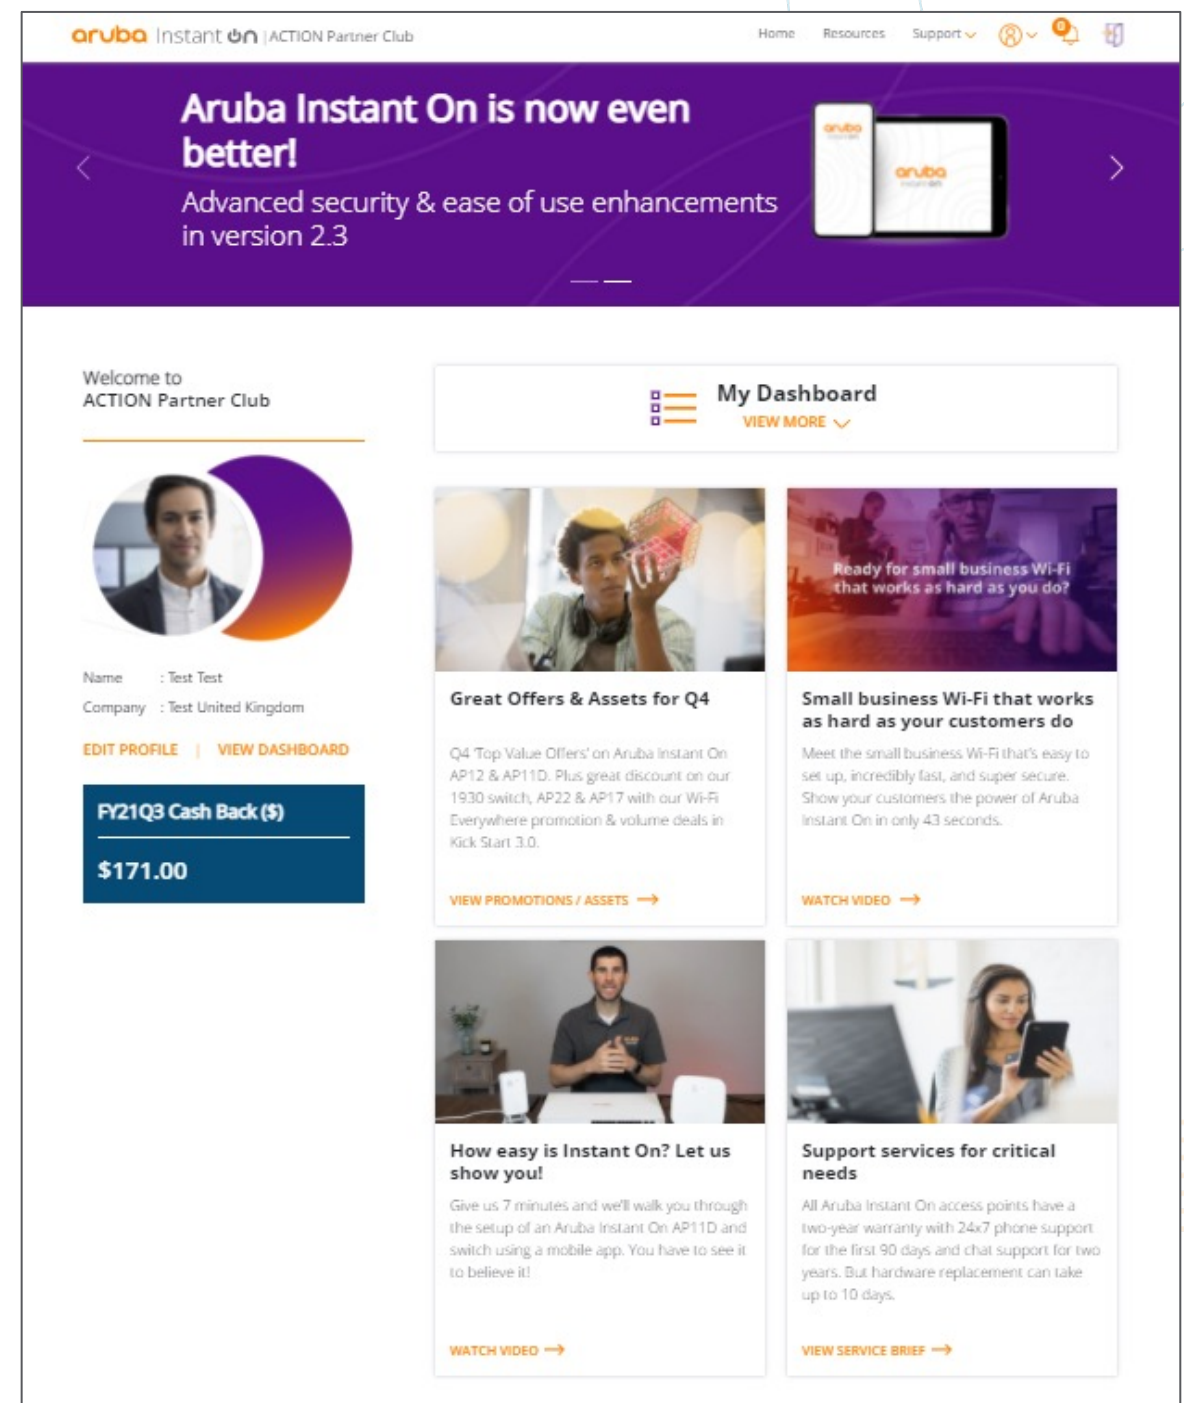 aruba Instant On | ACTION Partner Club
Home Resources Support
0
Aruba Instant On is now even
better!
Advanced security & ease of use enhancements
in version 2.3
aruba
aruba
Welcome to
ACTION Partner Club
Name : Test Test
Company : Test United Kingdom
EDIT PROFILE | VIEW DASHBOARD
FY21Q3 Cash Back ($)
$171.00
My Dashboard
VIEW MORE
Great Offers & Assets for Q4
Q4 'Top Value Offers' on Aruba Instant On
AP12 & AP11D. Plus great discount on our
1930 switch, AP22 & AP17 with our Wi-Fi
Everywhere promotion & volume deals in
Kick Start 3.0.
VIEW PROMOTIONS / ASSETS
Ready for small business Wi-Fi
that works as hard as you do?
Small business Wi-Fi that works
as hard as your customers do
Meet the small business Wi-Fi that's easy to
set up, incredibly fast, and super secure.
Show your customers the power of Aruba
Instant On in only 43 seconds.
WATCH VIDEO
How easy is Instant On? Let us
show you!
Give us 7 minutes and we'll walk you through
the setup of an Aruba Instant On AP11D and
switch using a mobile app. You have to see it
to believe it!
WATCH VIDEO
Support services for critical
needs
All Aruba Instant On access points have a
two-year warranty with 24x7 phone support
for the first 90 days and chat support for two
years. But hardware replacement can take
up to 10 days.
VIEW SERVICE BRIEF